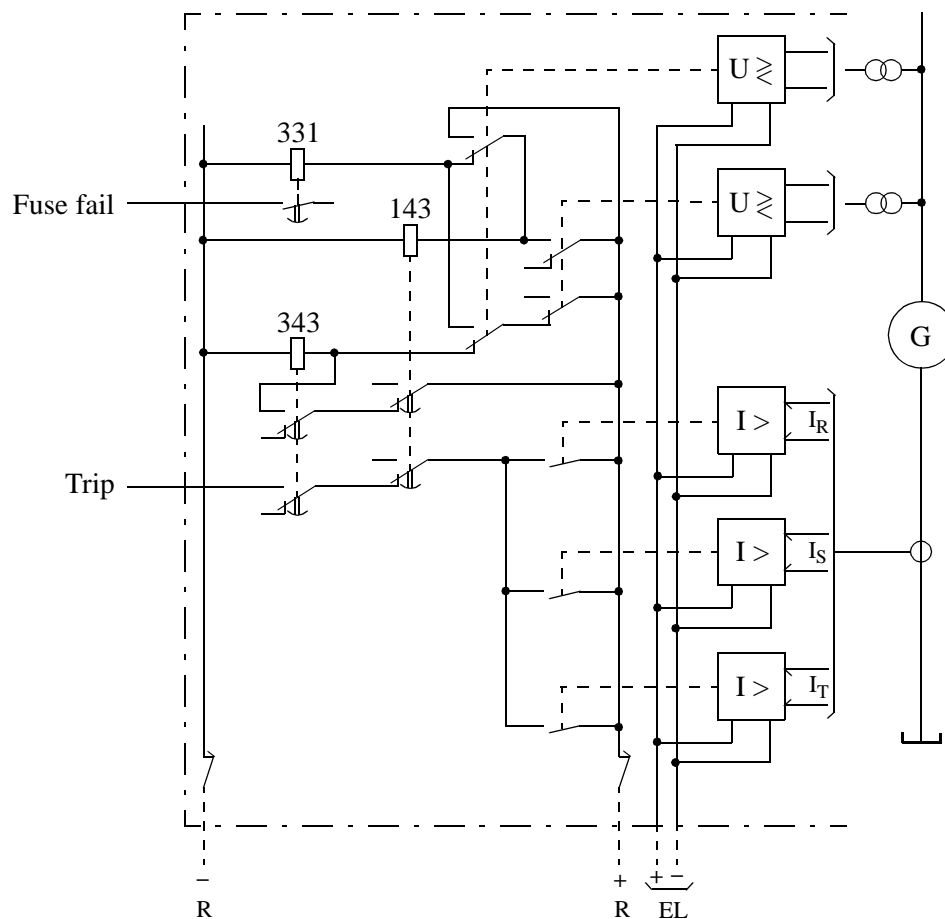 U ≷
331
Fuse fail
143
U ≷
343
G
I >
I_R
Trip
I >
I_S
I >
I_T
− + + −
R R EL